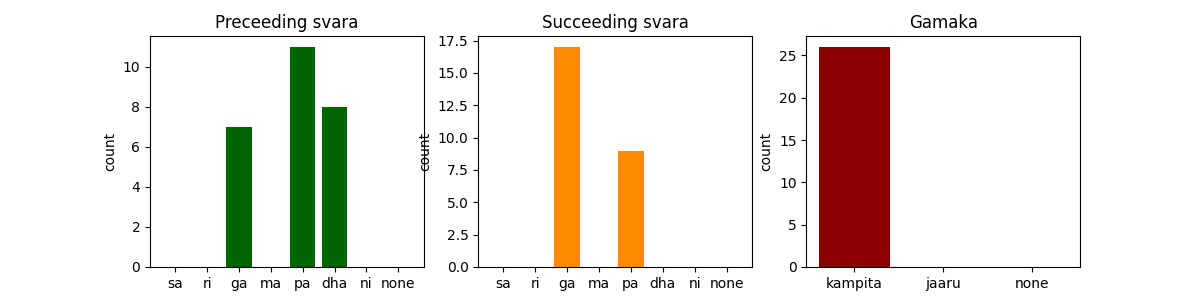 Preceeding svara
count
10
8
6
4
2
0
sa ri ga ma pa dha ni none
Succeeding svara
count
17.5
15.0
12.5
10.0
7.5
5.0
2.5
0.0
sa ri ga ma pa dha ni none
Gamaka
count
25
20
15
10
5
0
kampita jaaru none